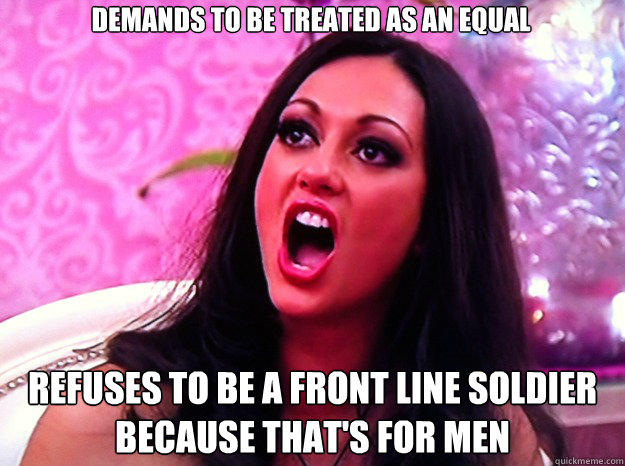 DEMANDS TO BE TREATED AS AN EQUAL
REFUSES TO BE A FRONT LINE SOLDIER
BECAUSE THAT'S FOR MEN
quickmeme.com